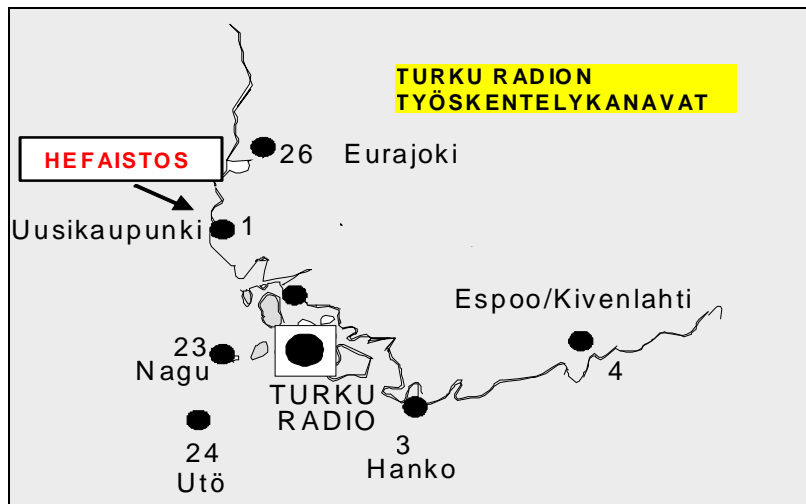 TURKU RADION
TYÖSKENTELYKANAVAT
HEFAISTOS
26 Eurajoki
Uusikaupunki 1
Espoo/Kivenlahti
4
23
Nagu
TURKU
RADIO
24
Utö
3
Hanko